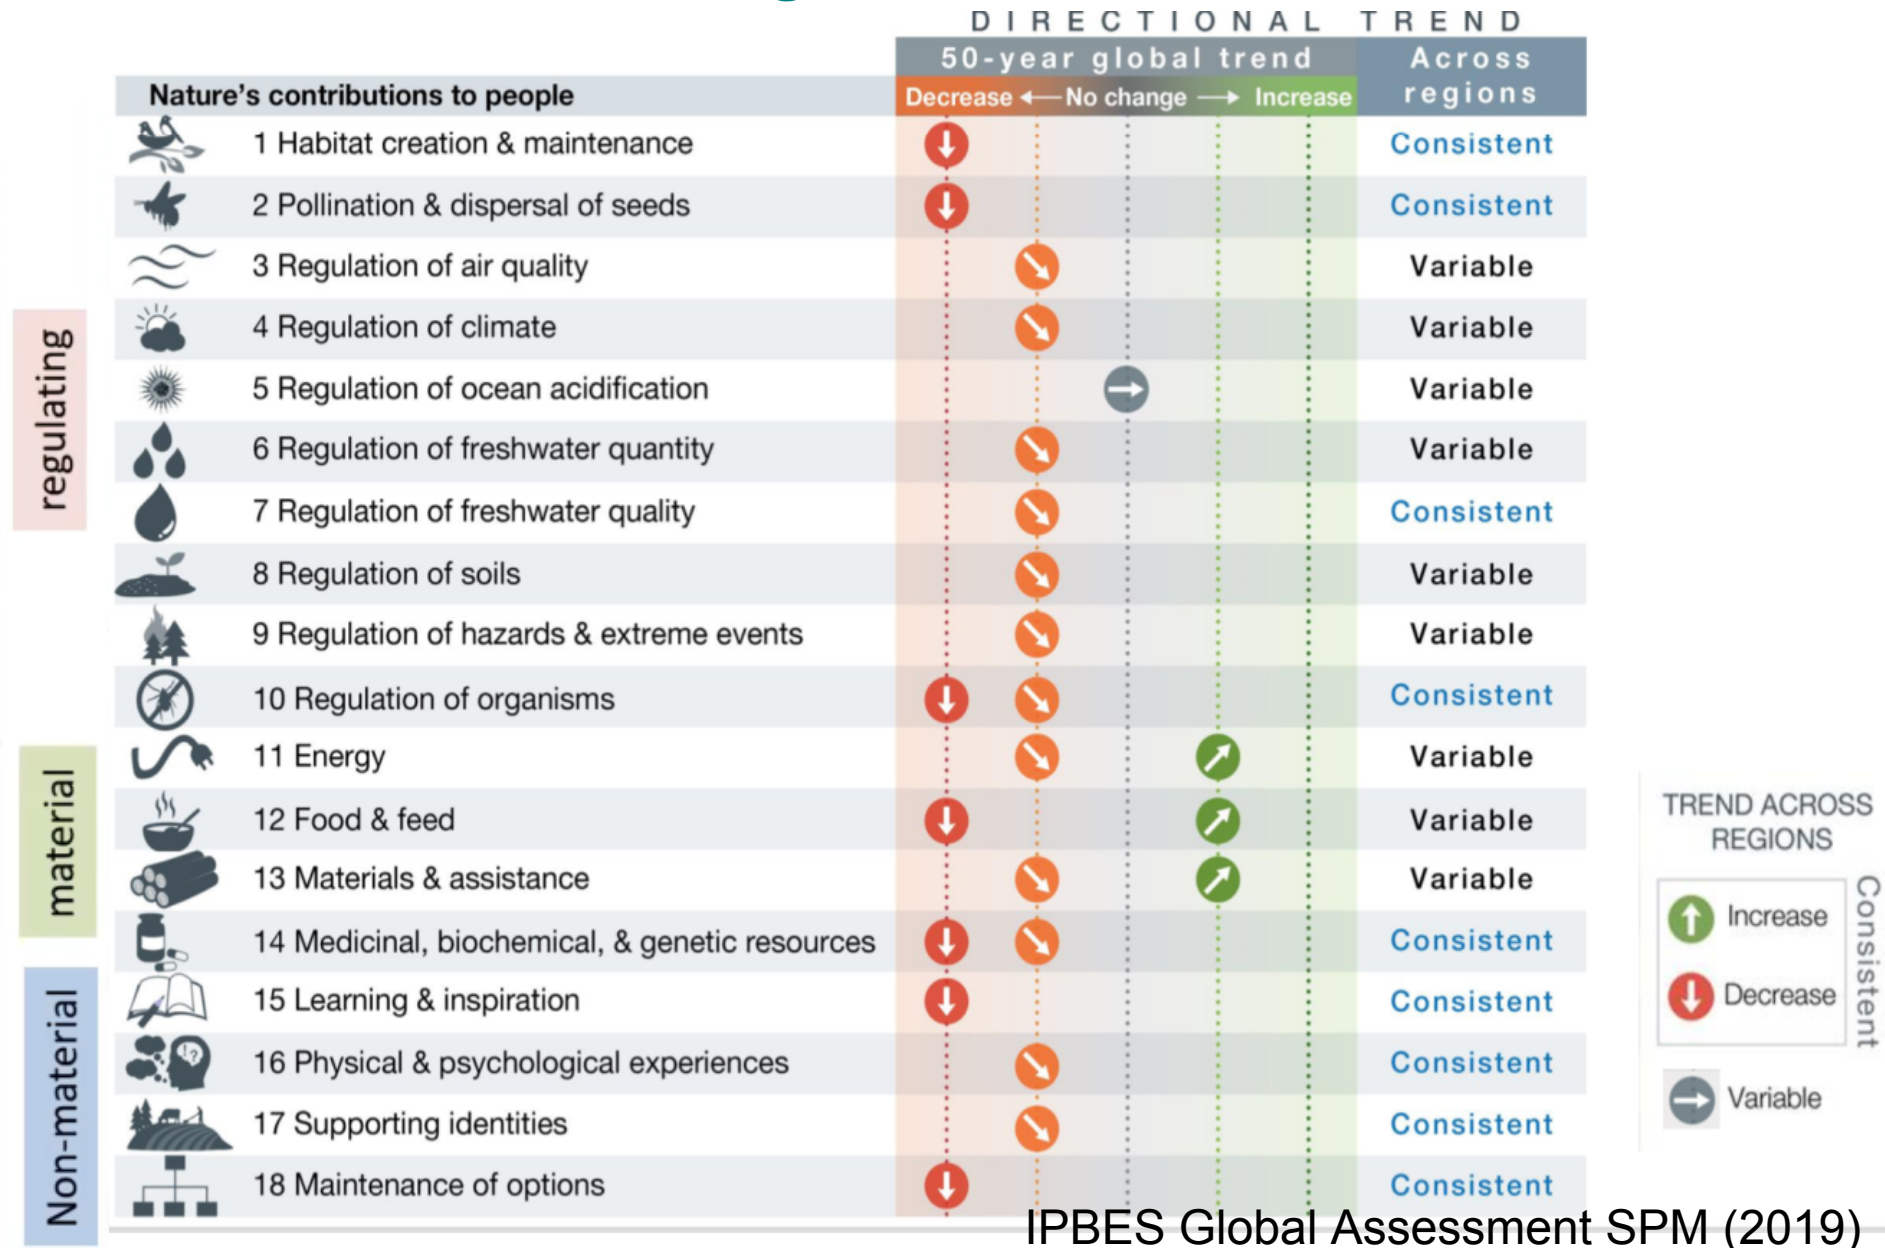 DIRECTIONAL TREND
50-year global trend
Across regions
Nature's contributions to people
Decrease ← No change → Increase
1 Habitat creation & maintenance Consistent
2 Pollination & dispersal of seeds Consistent
3 Regulation of air quality Variable
4 Regulation of climate Variable
5 Regulation of ocean acidification Variable
6 Regulation of freshwater quantity Variable
7 Regulation of freshwater quality Consistent
8 Regulation of soils Variable
9 Regulation of hazards & extreme events Variable
10 Regulation of organisms Consistent
11 Energy Variable
12 Food & feed Variable
13 Materials & assistance Variable
14 Medicinal, biochemical, & genetic resources Consistent
15 Learning & inspiration Consistent
16 Physical & psychological experiences Consistent
17 Supporting identities Consistent
18 Maintenance of options Consistent
regulating
material
Non-material
TREND ACROSS
REGIONS
Increase
Decrease
Consistent
Variable
IPBES Global Assessment SPM (2019)